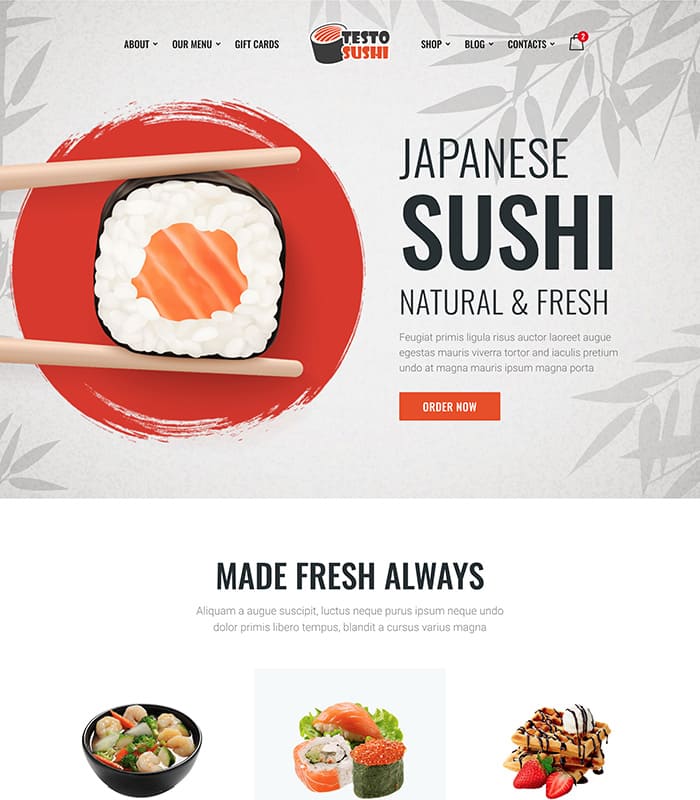 ABOUT
OUR MENU
GIFT CARDS
TESTO
SUSHI
SHOP
BLOG
CONTACTS
2
JAPANESE
SUSHI
NATURAL & FRESH
Feugiat primis ligula risus auctor laoreet augue
egestas mauris viverra tortor and iaculis pretium
undo at magna mauris ipsum magna porta
ORDER NOW
MADE FRESH ALWAYS
Aliquam a augue suscipit, luctus neque purus ipsum neque undo
dolor primis libero tempus, blandit a cursus varius magna